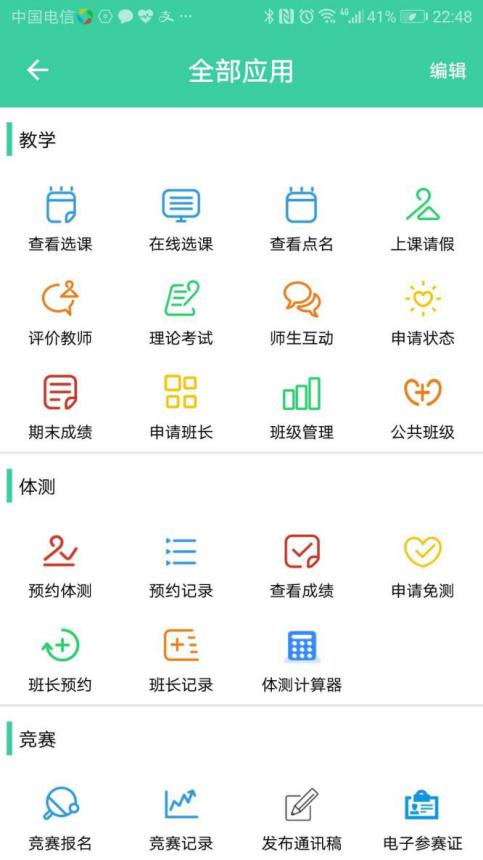 中国电信 41% 22:48
全部应用 编辑
教学
查看选课 在线选课 查看点名 上课请假
评价教师 理论考试 师生互动 申请状态
期末成绩 申请班长 班级管理 公共班级
体测
预约体测 预约记录 查看成绩 申请免测
班长预约 班长记录 体测计算器
竞赛
竞赛报名 竞赛记录 发布通讯稿 电子参赛证